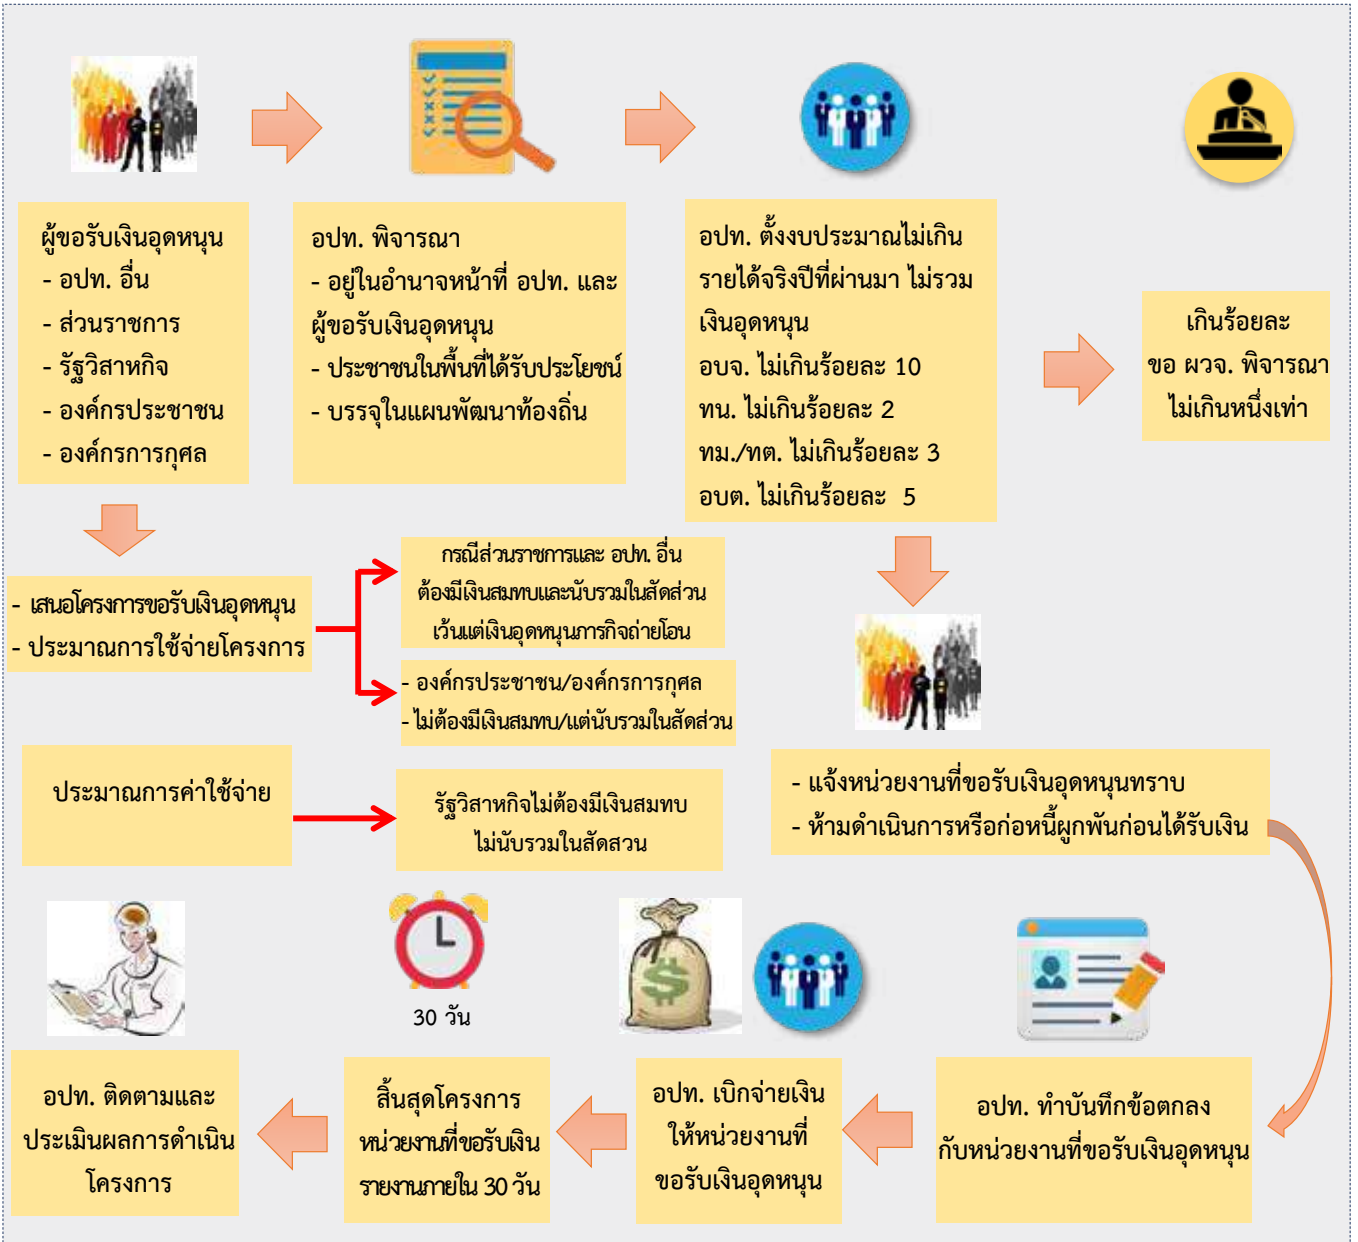 ผู้ขอรับเงินอุดหนุน
- อปท. อื่น
- ส่วนราชการ
- รัฐวิสาหกิจ
- องค์กรประชาชน
- องค์กรการกุศล
อปท. พิจารณา
- อยู่ในอำนาจหน้าที่ อปท. และ
ผู้ขอรับเงินอุดหนุน
- ประชาชนในพื้นที่ได้รับประโยชน์
- บรรจุในแผนพัฒนาท้องถิ่น
อปท. ตั้งงบประมาณไม่เกิน
รายได้จริงปีที่ผ่านมา ไม่รวม
เงินอุดหนุน
อบจ. ไม่เกินร้อยละ 10
ทน. ไม่เกินร้อยละ 2
ทม./ทต. ไม่เกินร้อยละ 3
อบต. ไม่เกินร้อยละ 5
เกินร้อยละ
ขอ ผวจ. พิจารณา
ไม่เกินหนึ่งเท่า
- เสนอโครงการขอรับเงินอุดหนุน
- ประมาณการใช้จ่ายโครงการ
กรณีส่วนราชการและ อปท. อื่น
ต้องมีเงินสมทบและนับรวมในสัดส่วน
เว้นแต่เงินอุดหนุนภารกิจถ่ายโอน
- องค์กรประชาชน/องค์กรการกุศล
- ไม่ต้องมีเงินสมทบ/แต่นับรวมในสัดส่วน
ประมาณการค่าใช้จ่าย
รัฐวิสาหกิจไม่ต้องมีเงินสมทบ
ไม่นับรวมในสัดสวน
- แจ้งหน่วยงานที่ขอรับเงินอุดหนุนทราบ
- ห้ามดำเนินการหรือก่อหนี้ผูกพันก่อนได้รับเงิน
30 วัน
อปท. ทำบันทึกข้อตกลง
กับหน่วยงานที่ขอรับเงินอุดหนุน
อปท. เบิกจ่ายเงิน
ให้หน่วยงานที่
ขอรับเงินอุดหนุน
สิ้นสุดโครงการ
หน่วยงานที่ขอรับเงิน
รายงานภายใน 30 วัน
อปท. ติดตามและ
ประเมินผลการดำเนิน
โครงการ